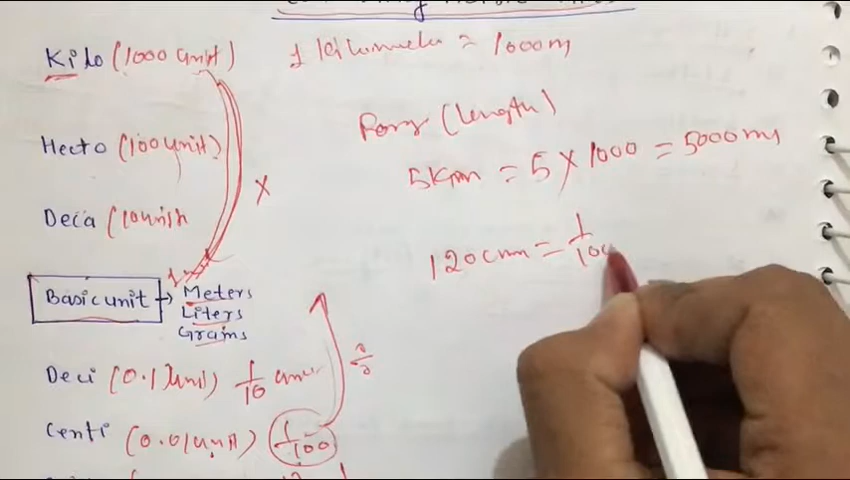 Kilo (1000 unit) 1 Kilometer = 1000m
Hecto (100 unit)
Deca (10 unit
Basic unit → Meters
Liters
Grams
Deci (0.1) unit) 1/10 unit
Centi (0.01 unit) 1/100
(length)
5Km = 5 × 1000 = 5000m
120cm = 1/100
× ÷